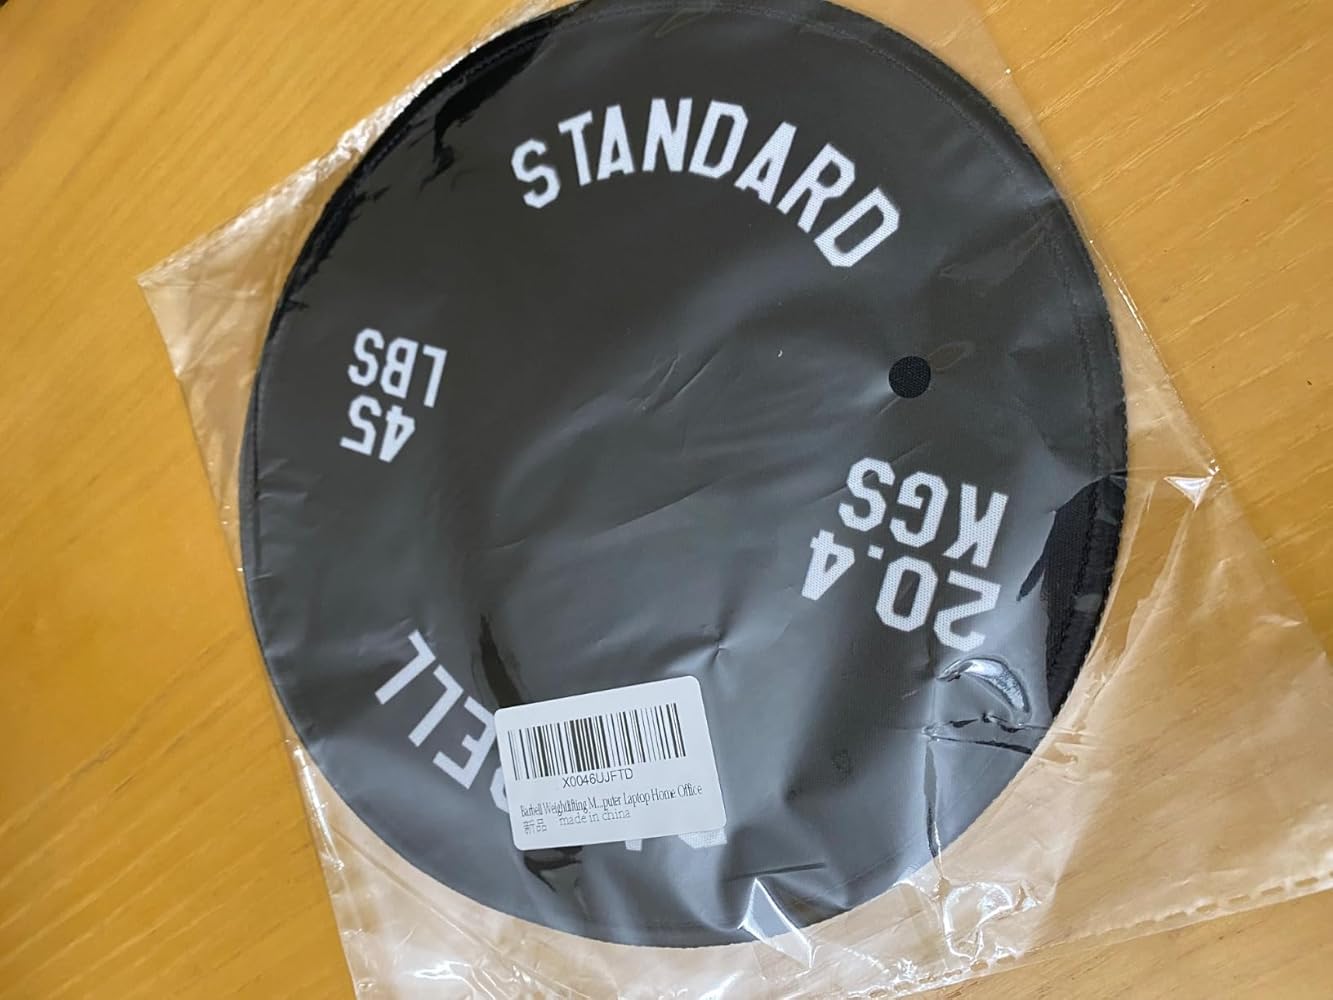 STANDARD
45
LBS
20.4
KGS
X0046UJFTD
Barbell Weightlifting M...puter Laptop Home Office
新品 made in china